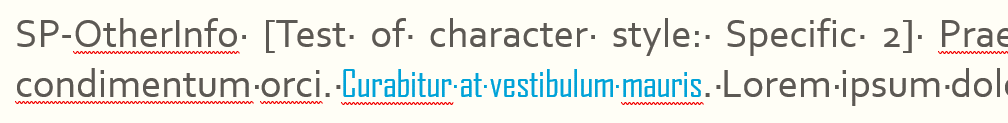 SP-OtherInfo· [Test· of· character· style:· Specific· 2]· Prae
condimentum·orci.·Curabitur·at·vestibulum·mauris.·Lorem·ipsum·dolo